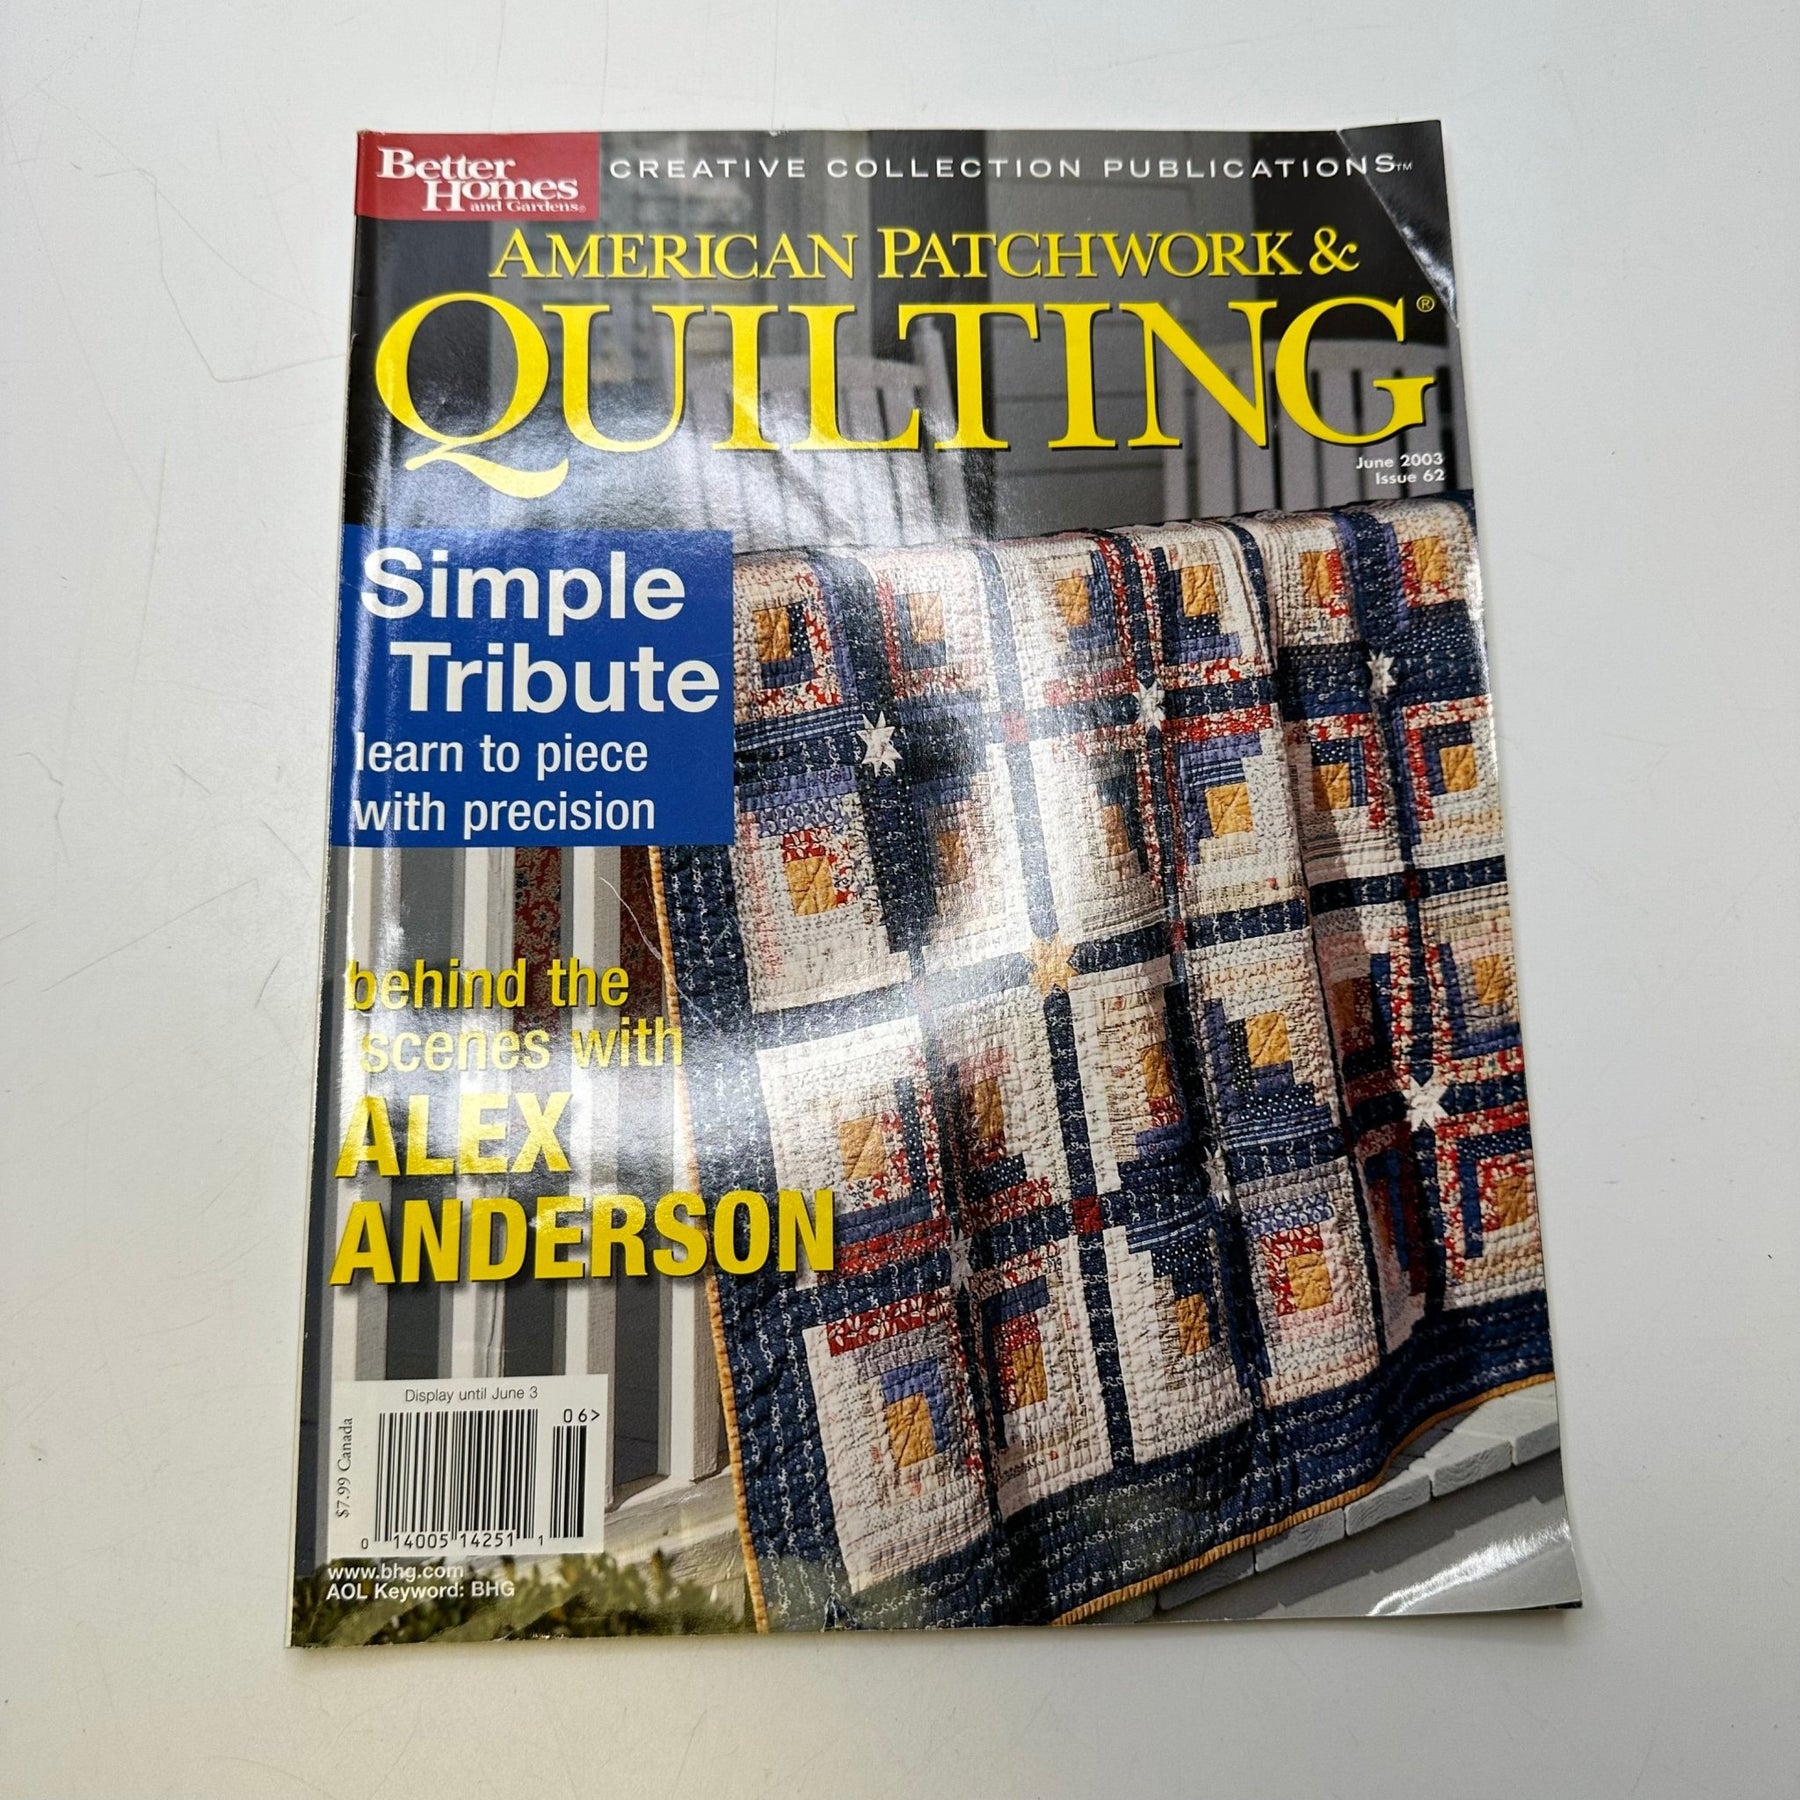 Better
Homes
and Gardens®
CREATIVE COLLECTION PUBLICATIONS™
AMERICAN PATCHWORK &
QUILTING®
June 2003
Issue 62
Simple
Tribute
learn to piece
with precision
behind the
scenes with
ALEX
ANDERSON
Display until June 3
06>
$7.99 Canada
0 14005 14251 1
www.bhg.com
AOL Keyword: BHG